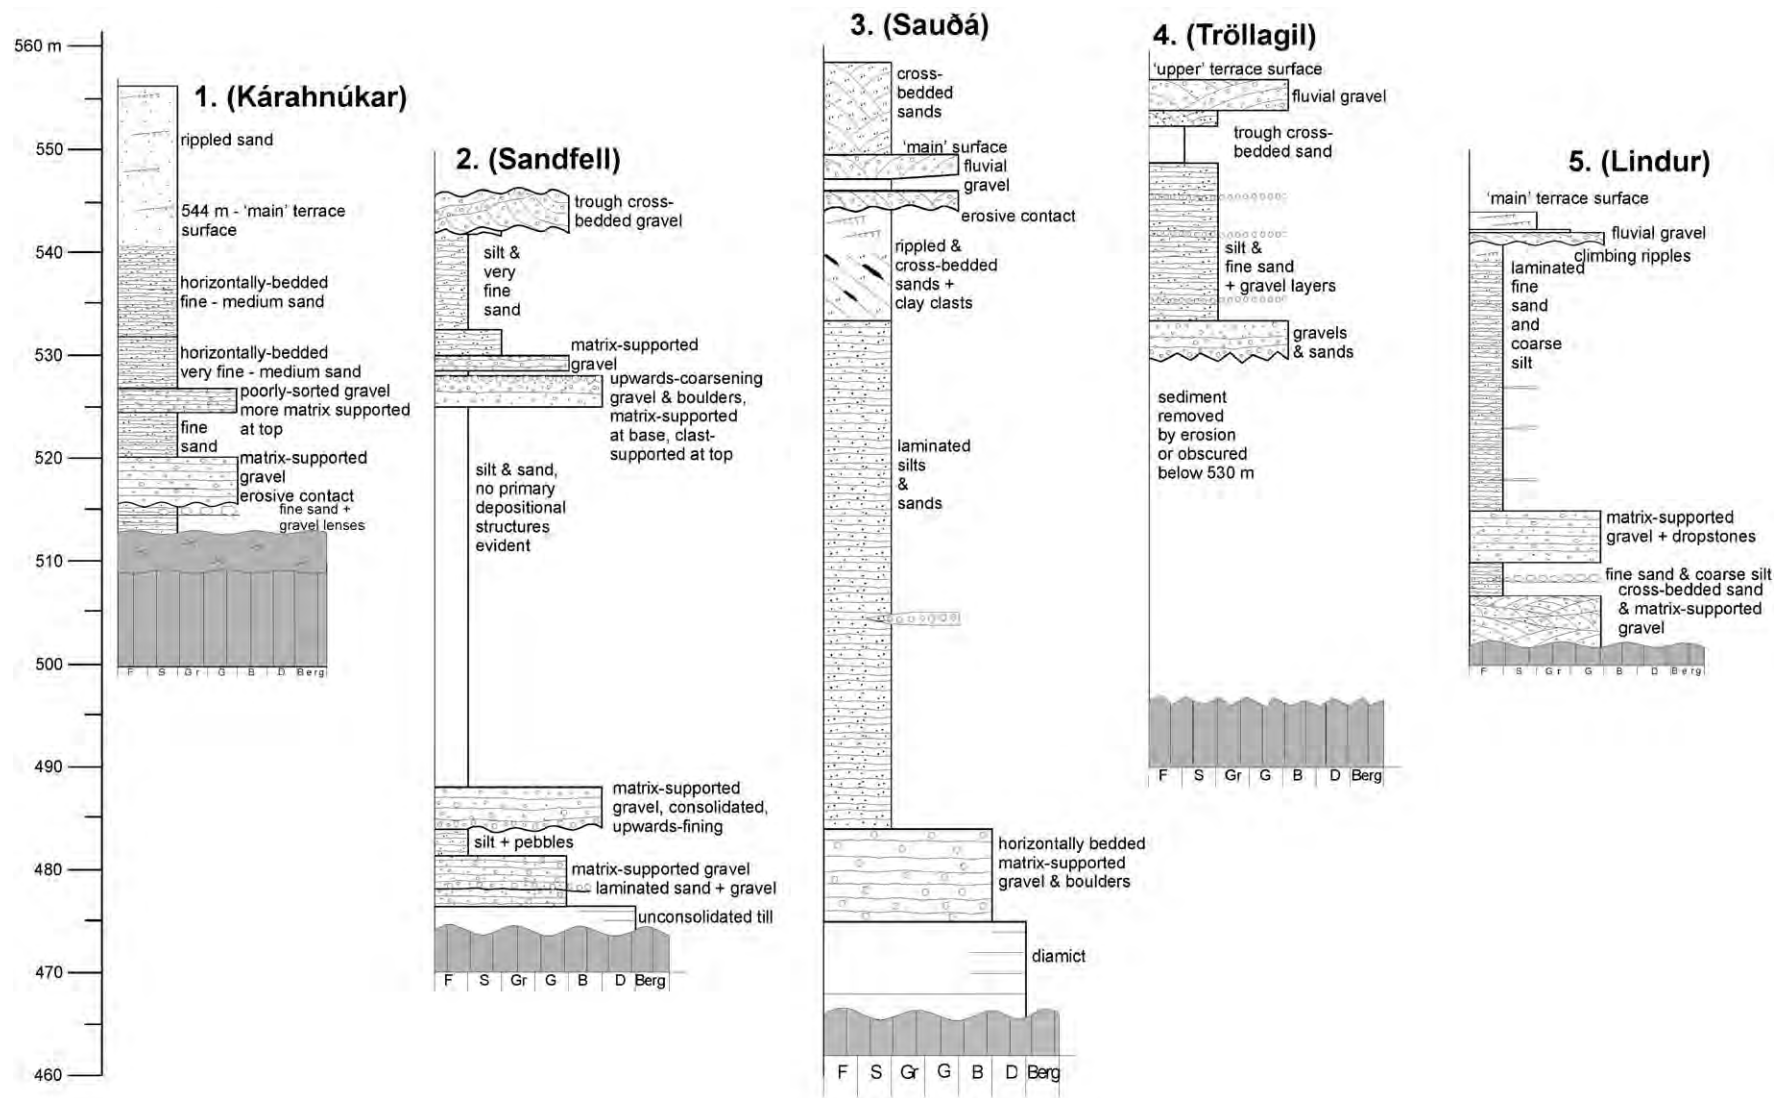 560 m
550
540
530
520
510
500
490
480
470
460
1. (Kárahnúkar)
rippled sand
544 m - ‘main’ terrace
surface
horizontally-bedded
fine - medium sand
horizontally-bedded
very fine - medium sand
poorly-sorted gravel
more matrix supported
at top
fine
sand
matrix-supported
gravel
erosive contact
fine sand +
gravel lenses
F S Gr G B D Berg
2. (Sandfell)
trough cross-
bedded gravel
silt &
very
fine
sand
matrix-supported
gravel
upwards-coarsening
gravel & boulders,
matrix-supported
at base, clast-
supported at top
silt & sand,
no primary
depositional
structures
evident
matrix-supported
gravel, consolidated,
upwards-fining
silt + pebbles
matrix-supported gravel
laminated sand + gravel
unconsolidated till
F S Gr G B D Berg
3. (Sauðá)
cross-
bedded
sands
‘main’ surface
fluvial
gravel
erosive contact
rippled &
cross-bedded
sands +
clay clasts
laminated
silts
&
sands
horizontally bedded
matrix-supported
gravel & boulders
diamict
F S Gr G B D Berg
4. (Tröllagil)
‘upper’ terrace surface
fluvial gravel
trough cross-
bedded sand
silt &
fine sand
+ gravel layers
gravels
& sands
sediment
removed
by erosion
or obscured
below 530 m
F S Gr G B D Berg
5. (Lindur)
‘main’ terrace surface
fluvial gravel
climbing ripples
laminated
fine
sand
and
coarse
silt
matrix-supported
gravel + dropstones
fine sand & coarse silt
cross-bedded sand
& matrix-supported
gravel
F S Gr G B D Berg